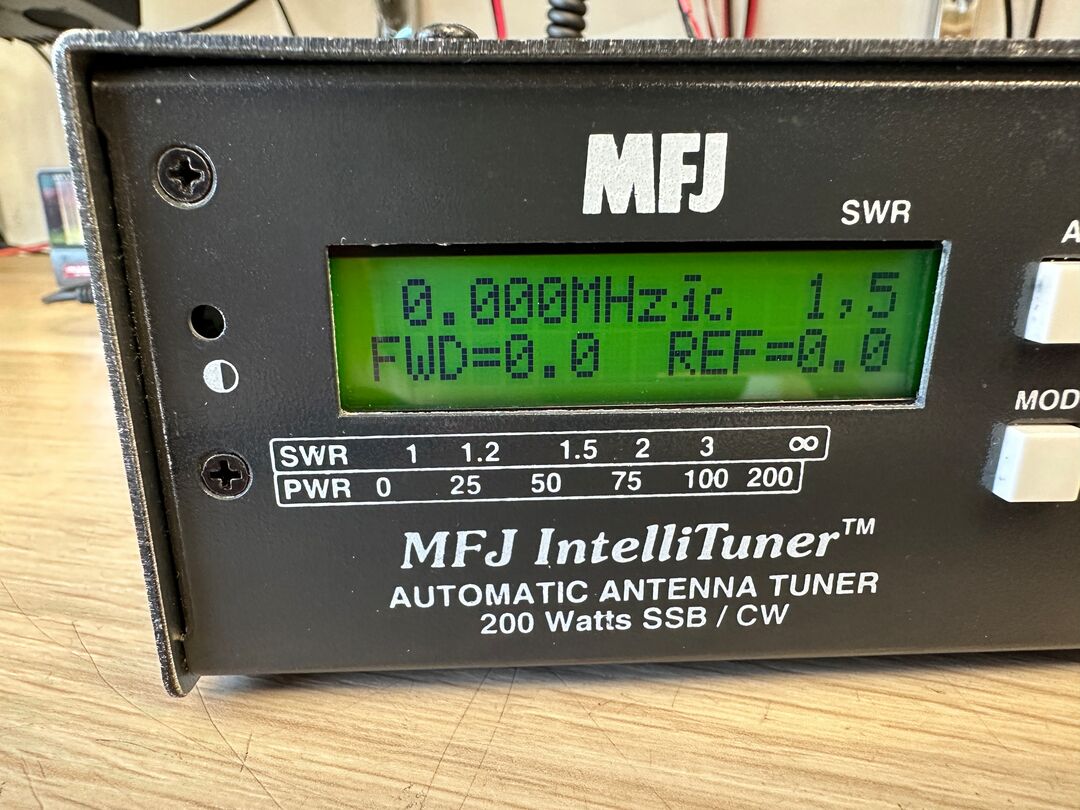 MFJ
SWR
A
0.000MHz 1,5
FWD=0.0 REF=0.0
MOD
SWR 1 1.2 1.5 2 3 ∞
PWR 0 25 50 75 100 200
MFJ IntelliTuner™
AUTOMATIC ANTENNA TUNER
200 Watts SSB / CW